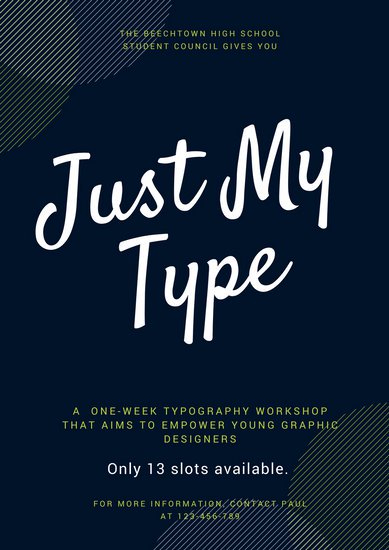 THE BEECHTOWN HIGH SCHOOL
STUDENT COUNCIL GIVES YOU
Just My
Type
A ONE-WEEK TYPOGRAPHY WORKSHOP
THAT AIMS TO EMPOWER YOUNG GRAPHIC
DESIGNERS
Only 13 slots available.
FOR MORE INFORMATION, CONTACT PAUL
AT 123-456-789